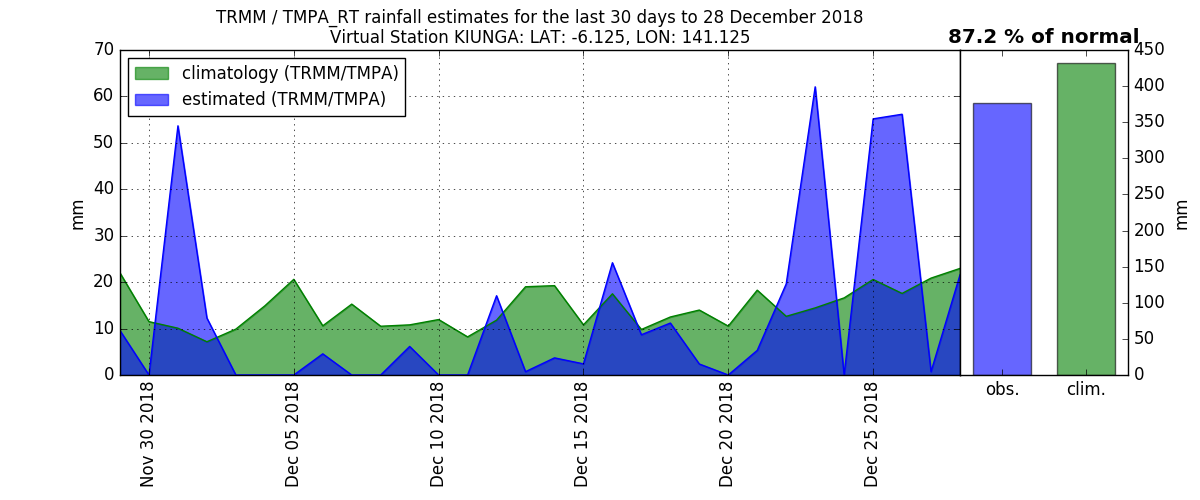 TRMM / TMPA_RT rainfall estimates for the last 30 days to 28 December 2018
Virtual Station KIUNGA: LAT: -6.125, LON: 141.125
87.2 % of normal
climatology (TRMM/TMPA)
estimated (TRMM/TMPA)
70
60
50
40
30
20
10
0
mm
Nov 30 2018
Dec 05 2018
Dec 10 2018
Dec 15 2018
Dec 20 2018
Dec 25 2018
450
400
350
300
250
200
150
100
50
0
mm
obs.
clim.